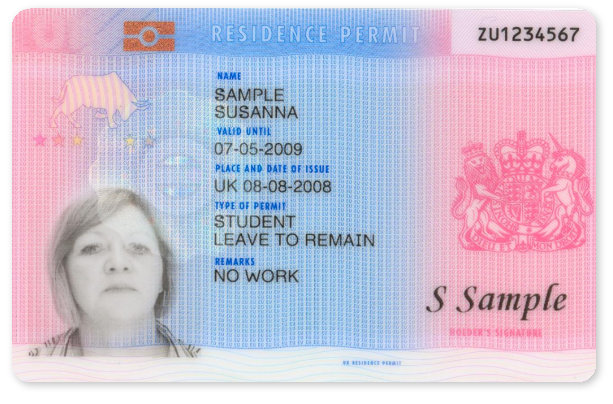 RESIDENCE PERMIT
ZU1234567
NAME
SAMPLE
SUSANNA
VALID UNTIL
07-05-2009
PLACE AND DATE OF ISSUE
UK 08-08-2008
TYPE OF PERMIT
STUDENT
LEAVE TO REMAIN
REMARKS
NO WORK
S Sample
HOLDER'S SIGNATURE
UK RESIDENCE PERMIT